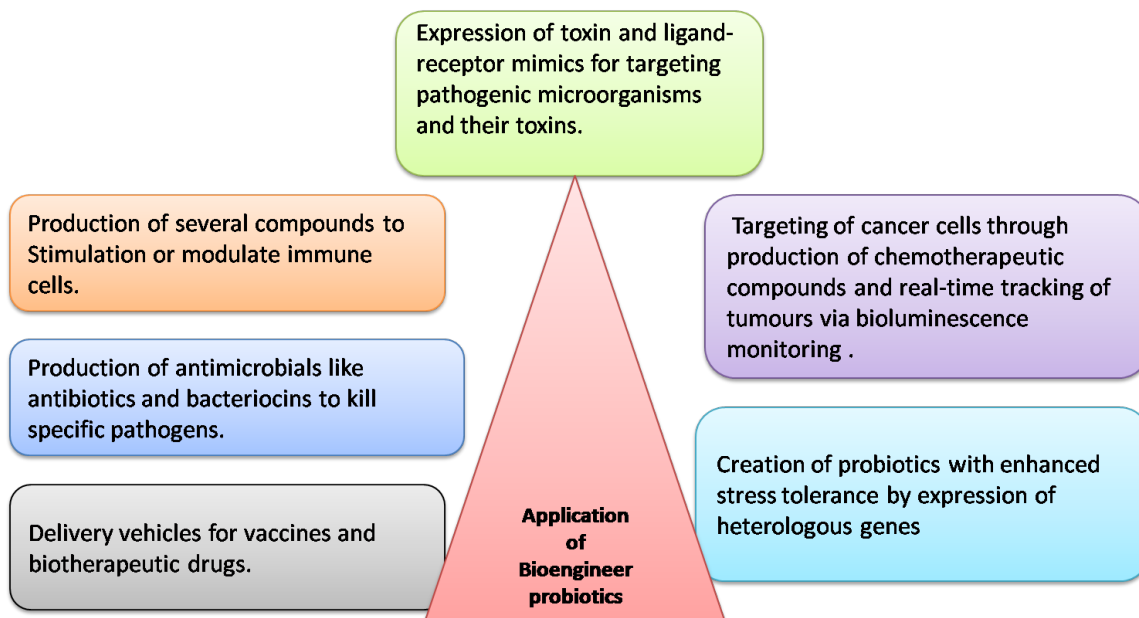 Expression of toxin and ligand-
receptor mimics for targeting
pathogenic microorganisms
and their toxins.
Production of several compounds to
Stimulation or modulate immune
cells.
Targeting of cancer cells through
production of chemotherapeutic
compounds and real-time tracking of
tumours via bioluminescence
monitoring .
Production of antimicrobials like
antibiotics and bacteriocins to kill
specific pathogens.
Creation of probiotics with enhanced
stress tolerance by expression of
heterologous genes
Delivery vehicles for vaccines and
biotherapeutic drugs.
Application
of
Bioengineer
probiotics